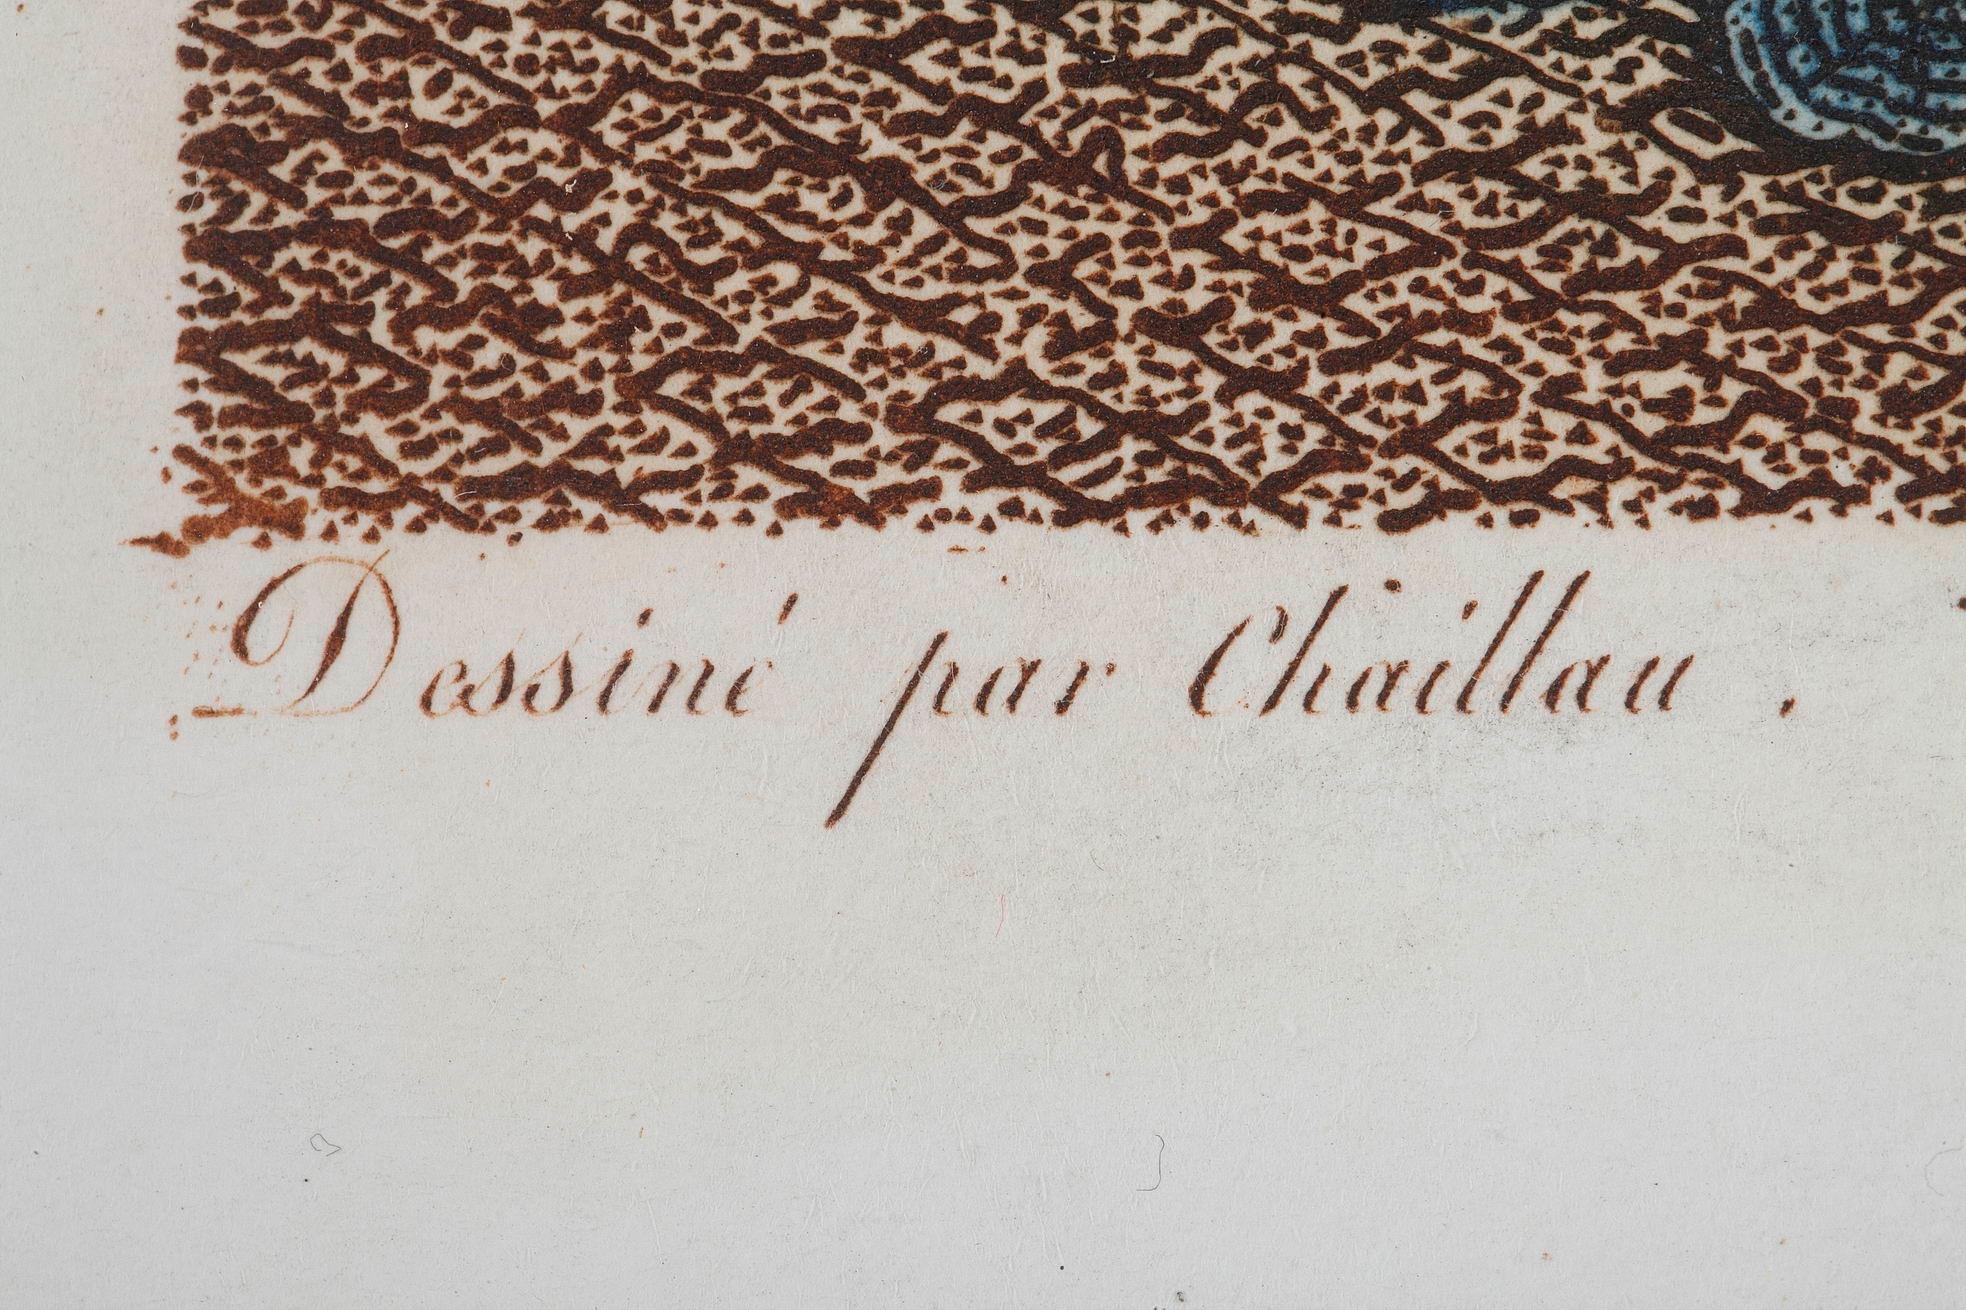 Dessiné par Chaillau .